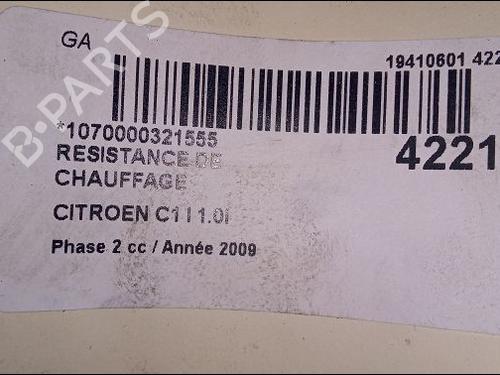 GA
19410601 422
*1070000321555
4221
RESISTANCE DE
CHAUFFAGE
CITROEN C1 I 1.0i
Phase 2 cc / Année 2009
B-PARTS